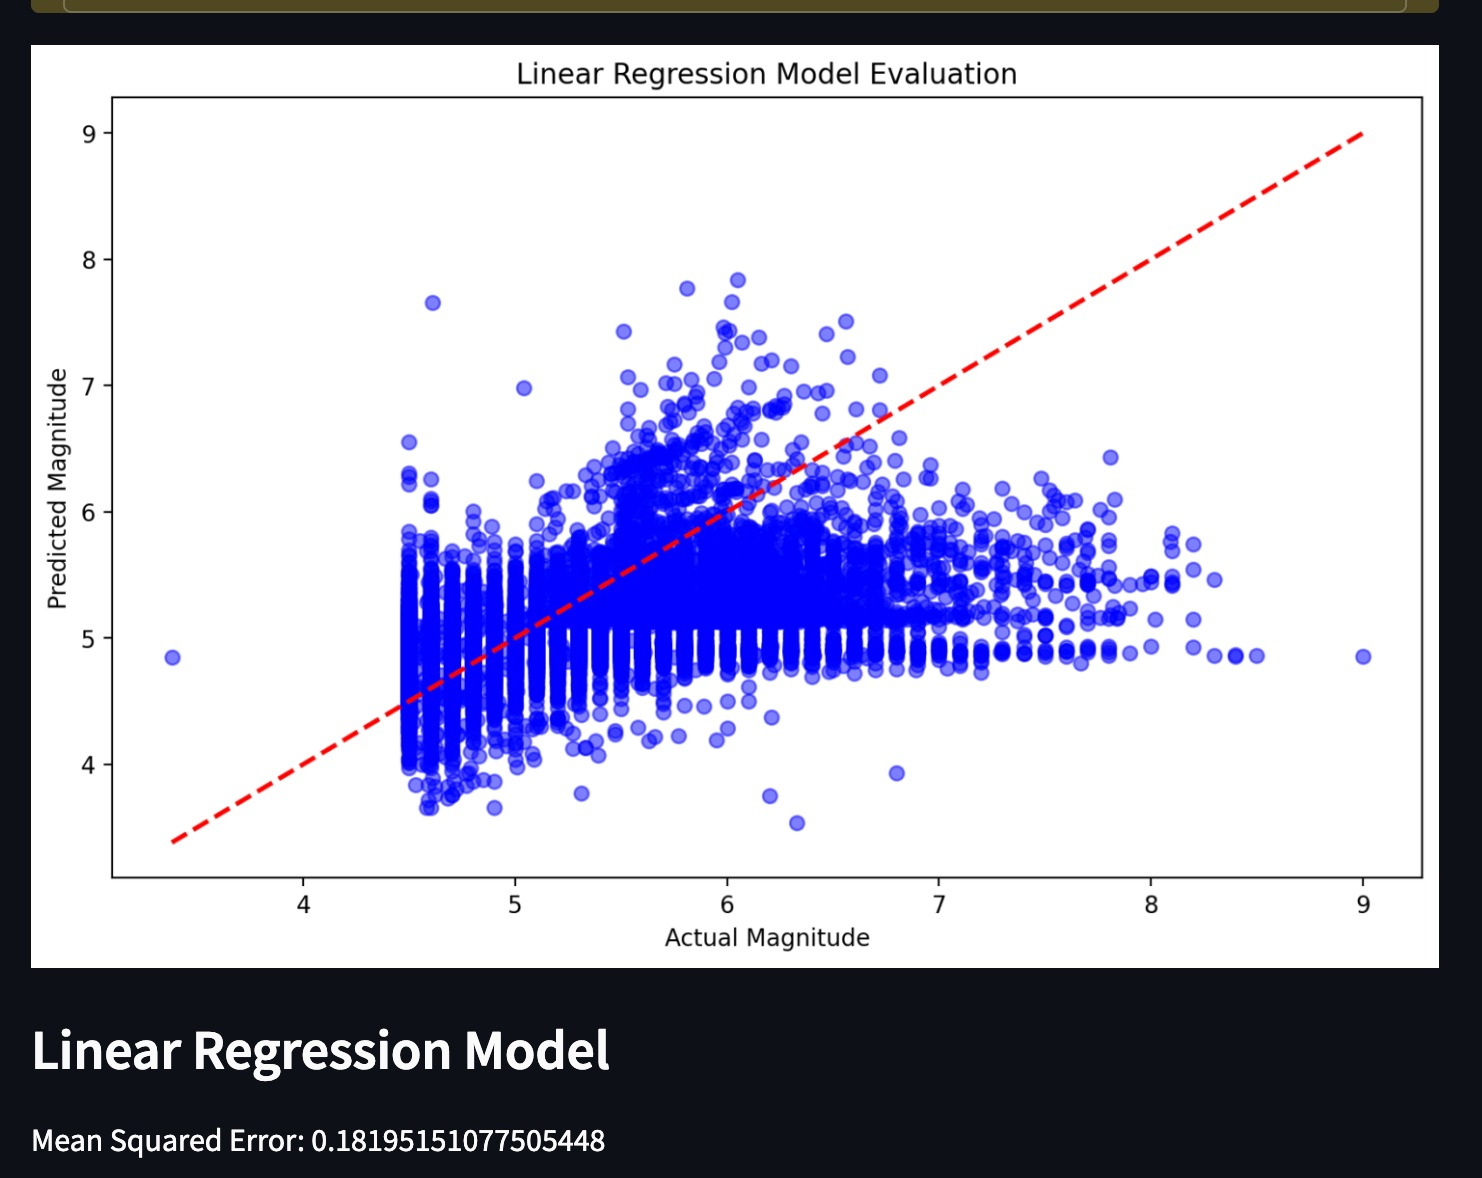 Linear Regression Model Evaluation
9
8
7
6
5
4
Predicted Magnitude
4 5 6 7 8 9
Actual Magnitude
Linear Regression Model
Mean Squared Error: 0.18195151077505448